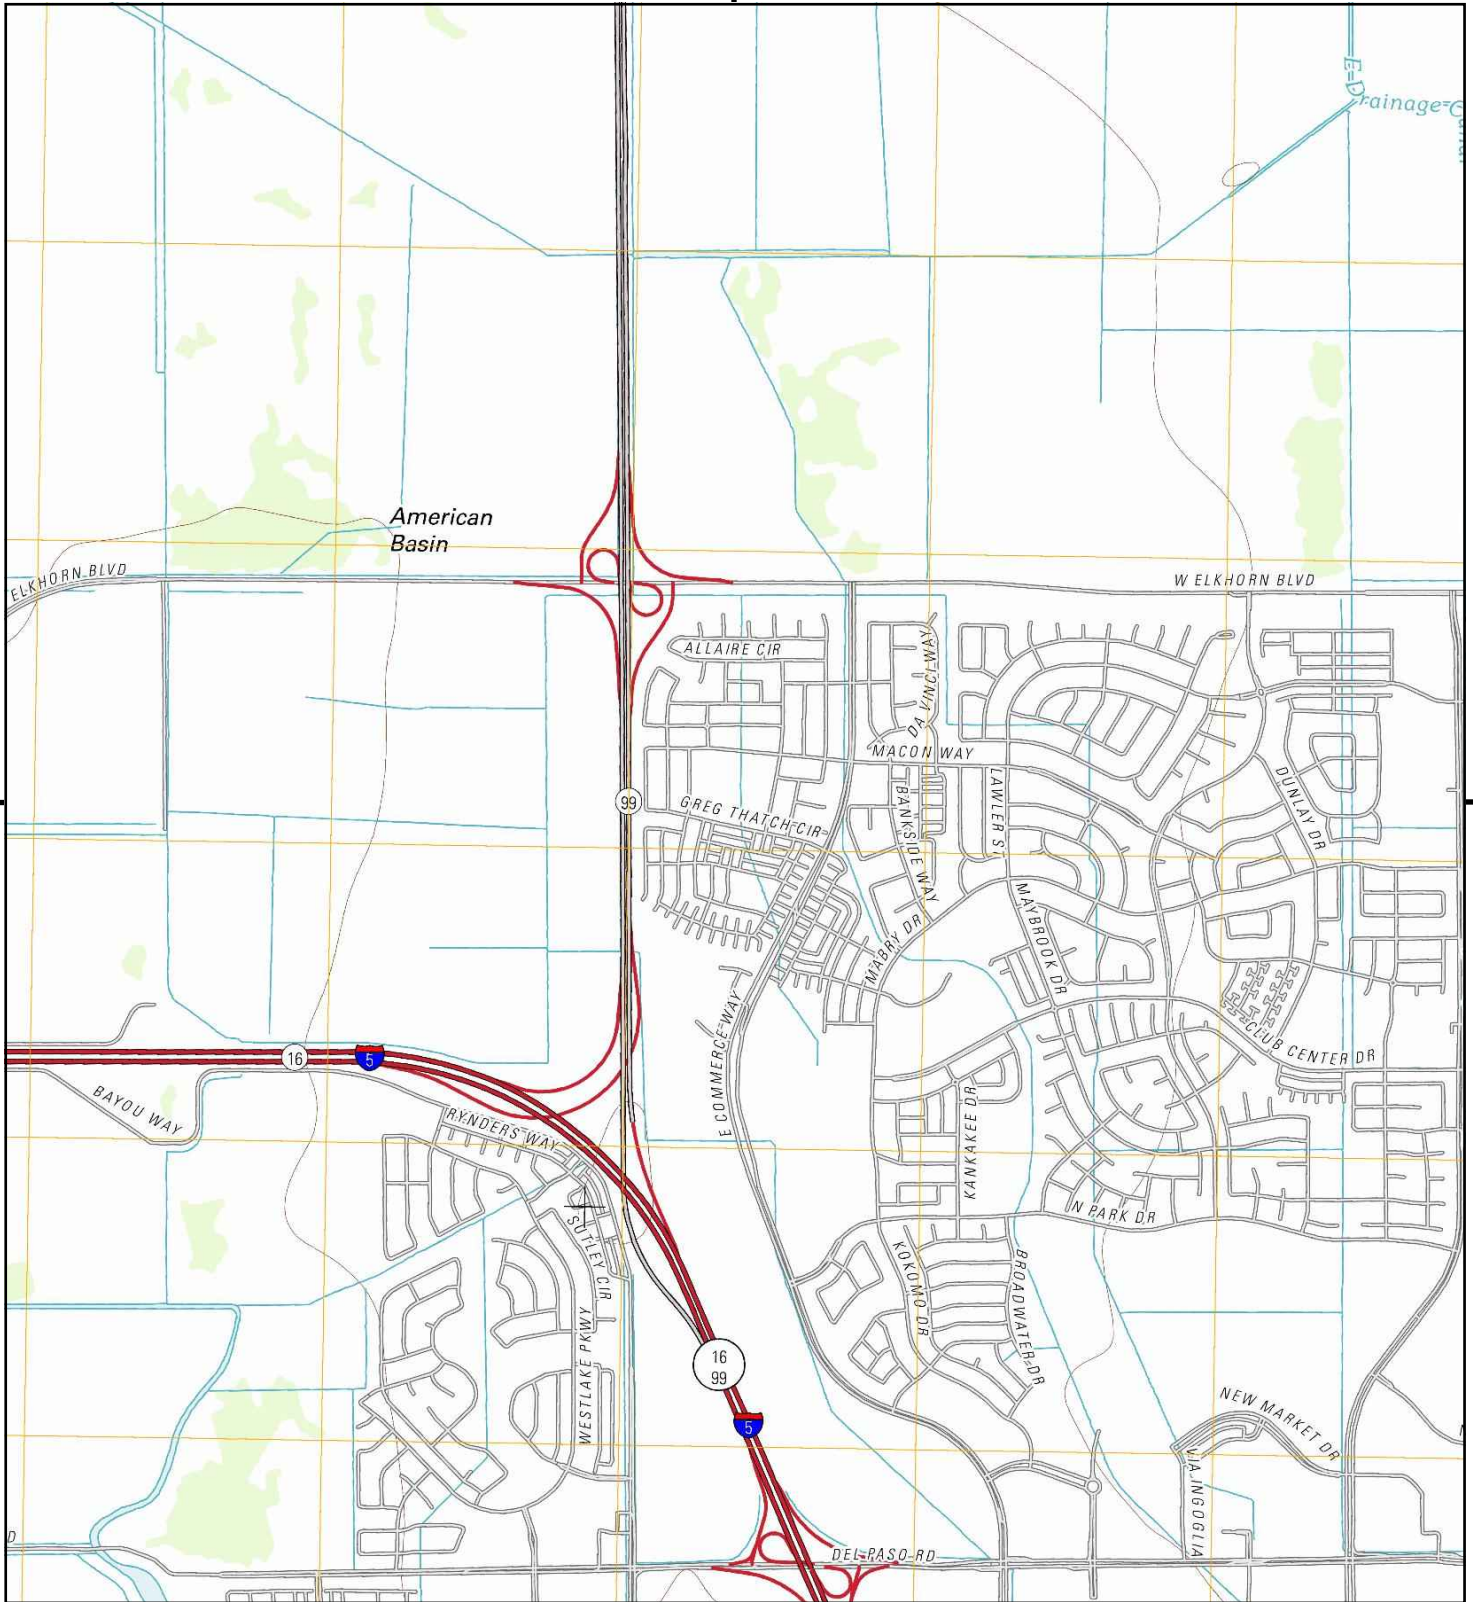 E=Drainage=Canal
American
Basin
ELKHORN BLVD
W ELKHORN BLVD
ALLAIRE CIR
DA VINCI WAY
MACON WAY
LAWLER ST
DUNLAY DR
99
GREG THATCH CIR
BANKSIDE WAY
MAYBROOK DR
MABRY DR
E COMMERCE WAY
CLUB CENTER DR
16
5
BAYOU WAY
RYNDERS WAY
KANKAKEE DR
N PARK DR
SUTLEY CIR
KOKOMO DR
BROADWATER DR
WESTLAKE PKWY
16
99
5
NEW MARKET DR
VIA INGOGLIA
D
DEL PASO RD